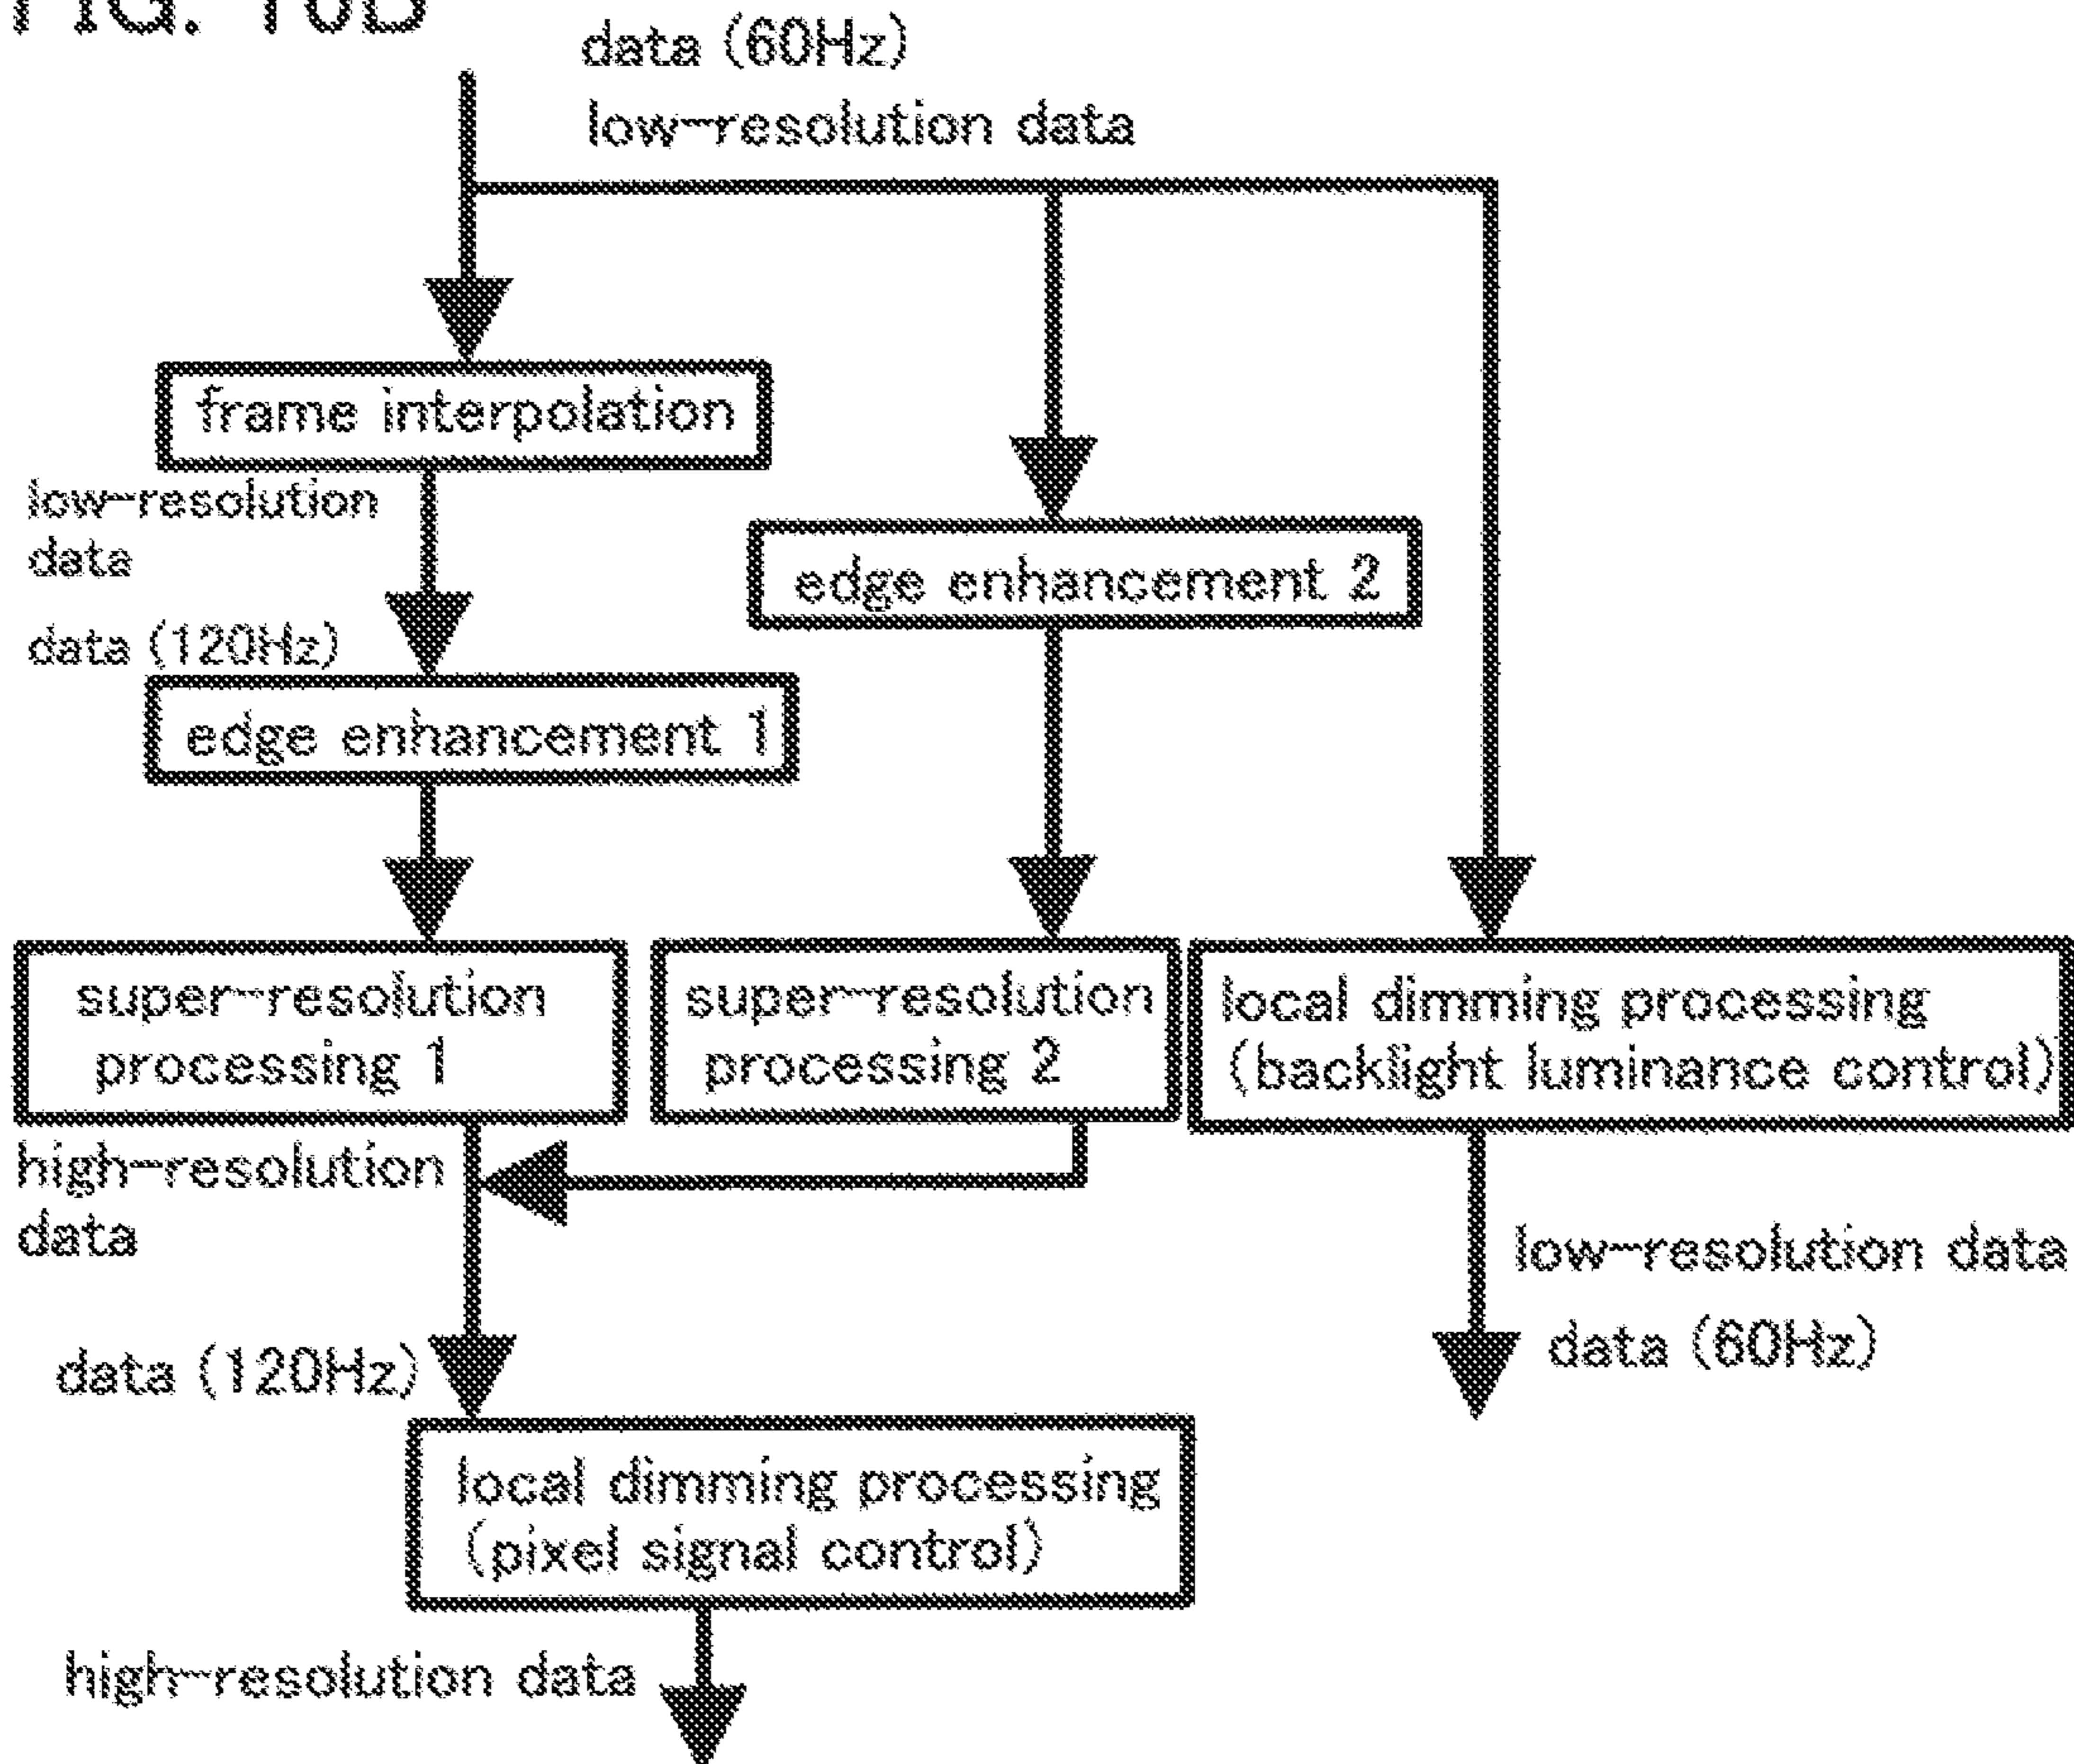 FIG. 10B
data (60Hz)
low-resolution data
frame interpolation
low-resolution
data
data (120Hz)
edge enhancement 2
edge enhancement 1
super-resolution
processing 1
super-resolution
processing 2
local dimming processing
(backlight luminance control)
high-resolution
data
data (120Hz)
low-resolution data
data (60Hz)
local dimming processing
(pixel signal control)
high-resolution data